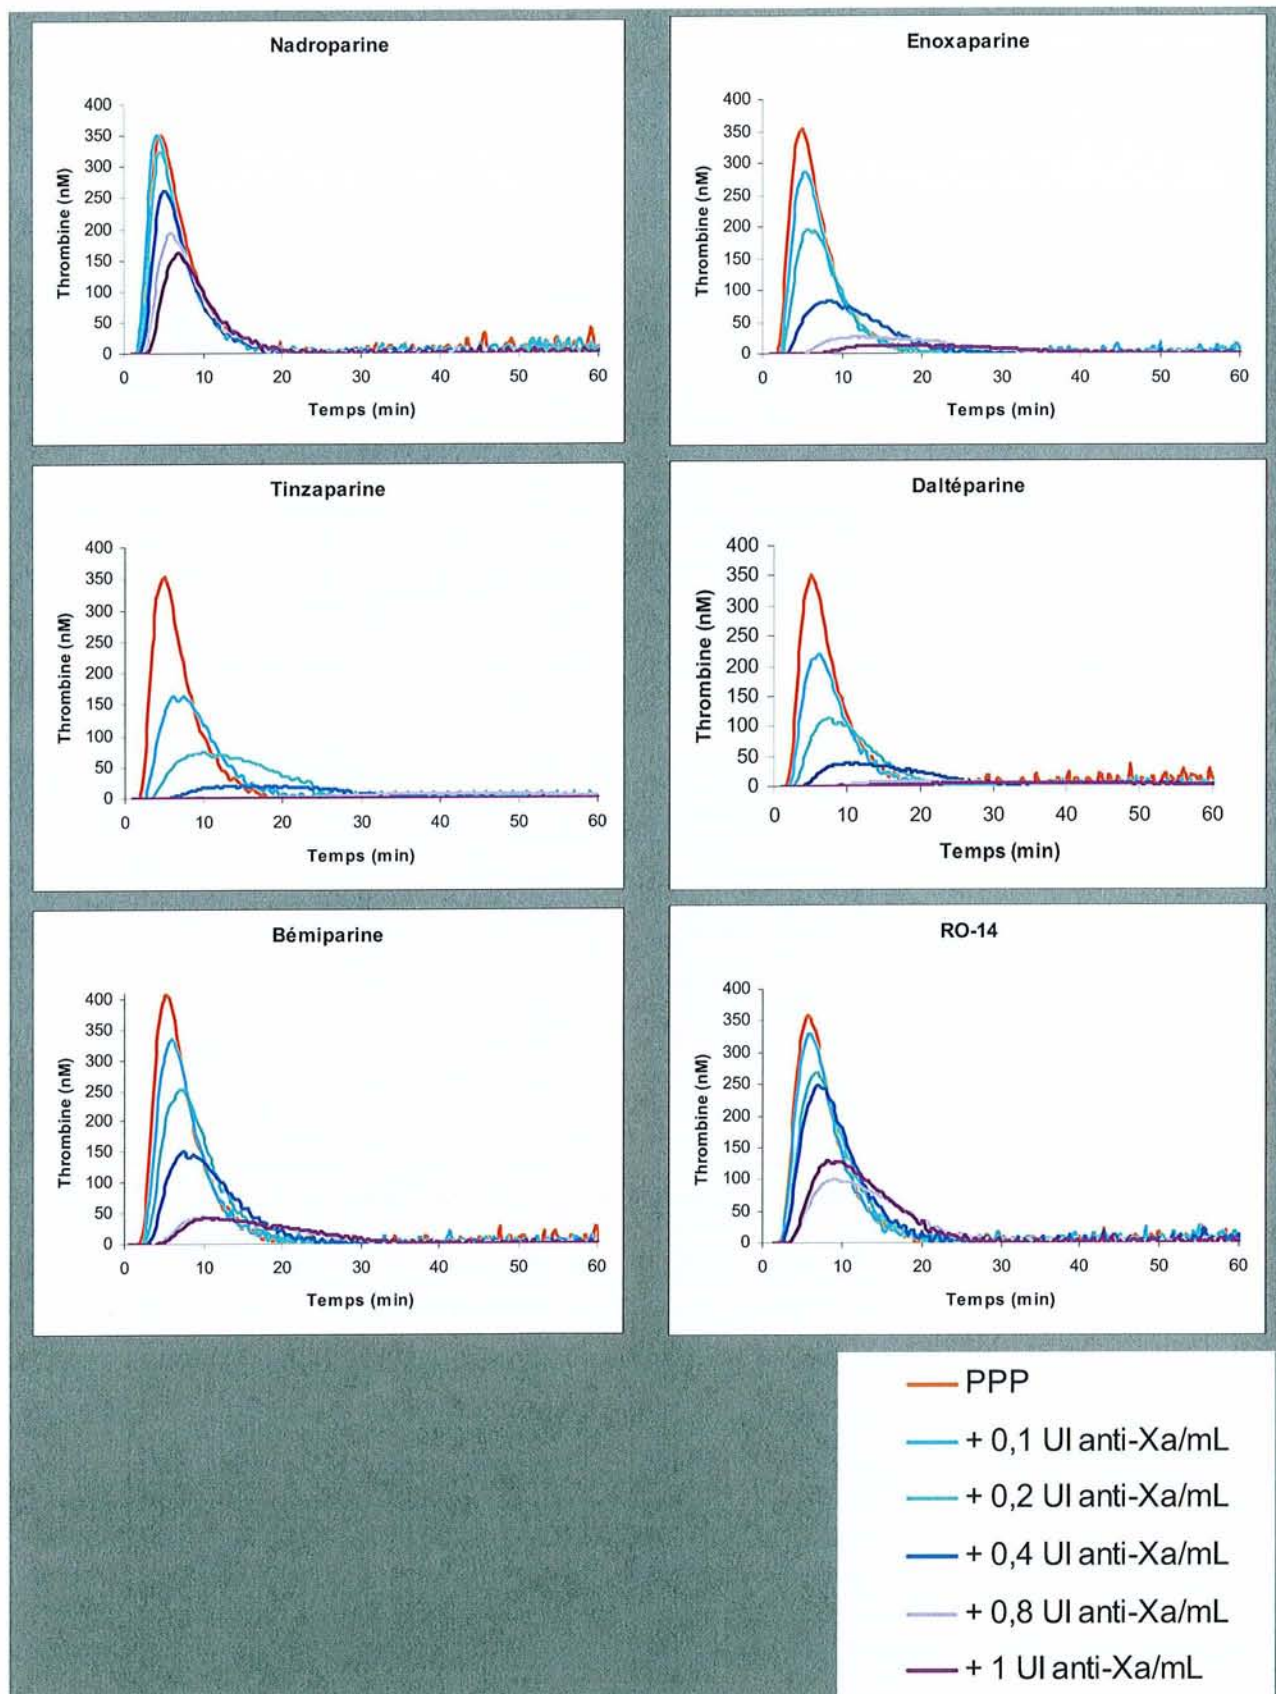 Nadroparine
400
350
300
250
200
150
100
50
0
Thrombine (nM)
0 10 20 30 40 50 60
Temps (min)
Enoxaparine
400
350
300
250
200
150
100
50
0
Thrombine (nM)
0 10 20 30 40 50 60
Temps (min)
Tinzaparine
400
350
300
250
200
150
100
50
0
Thrombine (nM)
0 10 20 30 40 50 60
Temps (min)
Daltéparine
400
350
300
250
200
150
100
50
0
Thrombine (nM)
0 10 20 30 40 50 60
Temps (min)
Bémiparine
400
350
300
250
200
150
100
50
0
Thrombine (nM)
0 10 20 30 40 50 60
Temps (min)
RO-14
400
350
300
250
200
150
100
50
0
Thrombine (nM)
0 10 20 30 40 50 60
Temps (min)
PPP
+ 0,1 UI anti-Xa/mL
+ 0,2 UI anti-Xa/mL
+ 0,4 UI anti-Xa/mL
+ 0,8 UI anti-Xa/mL
+ 1 UI anti-Xa/mL